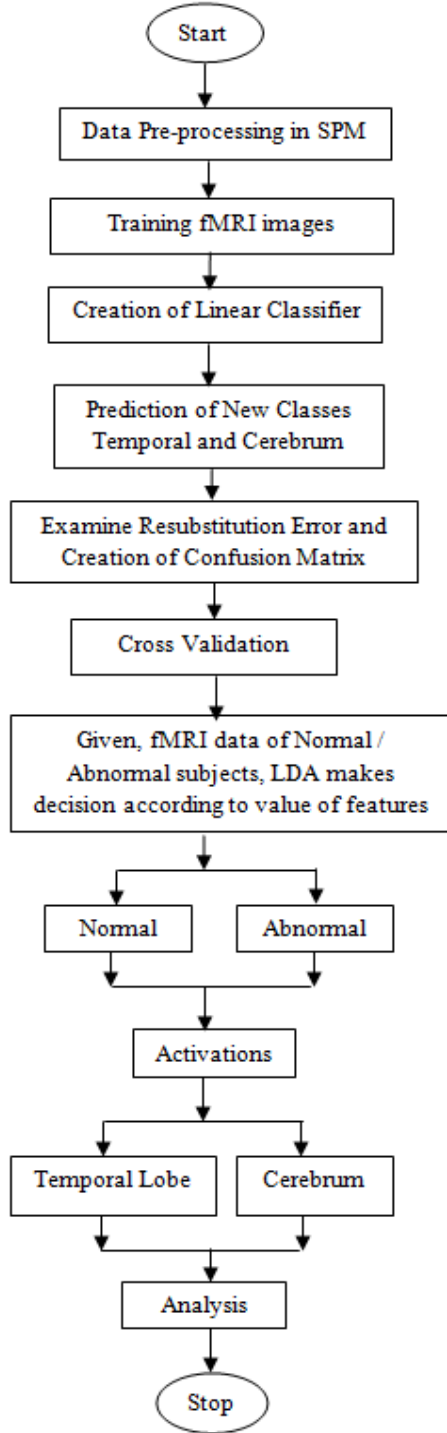 Start
Data Pre-processing in SPM
Training fMRI images
Creation of Linear Classifier
Prediction of New Classes
Temporal and Cerebrum
Examine Resubstitution Error and
Creation of Confusion Matrix
Cross Validation
Given, fMRI data of Normal /
Abnormal subjects, LDA makes
decision according to value of features
Normal
Abnormal
Activations
Temporal Lobe
Cerebrum
Analysis
Stop